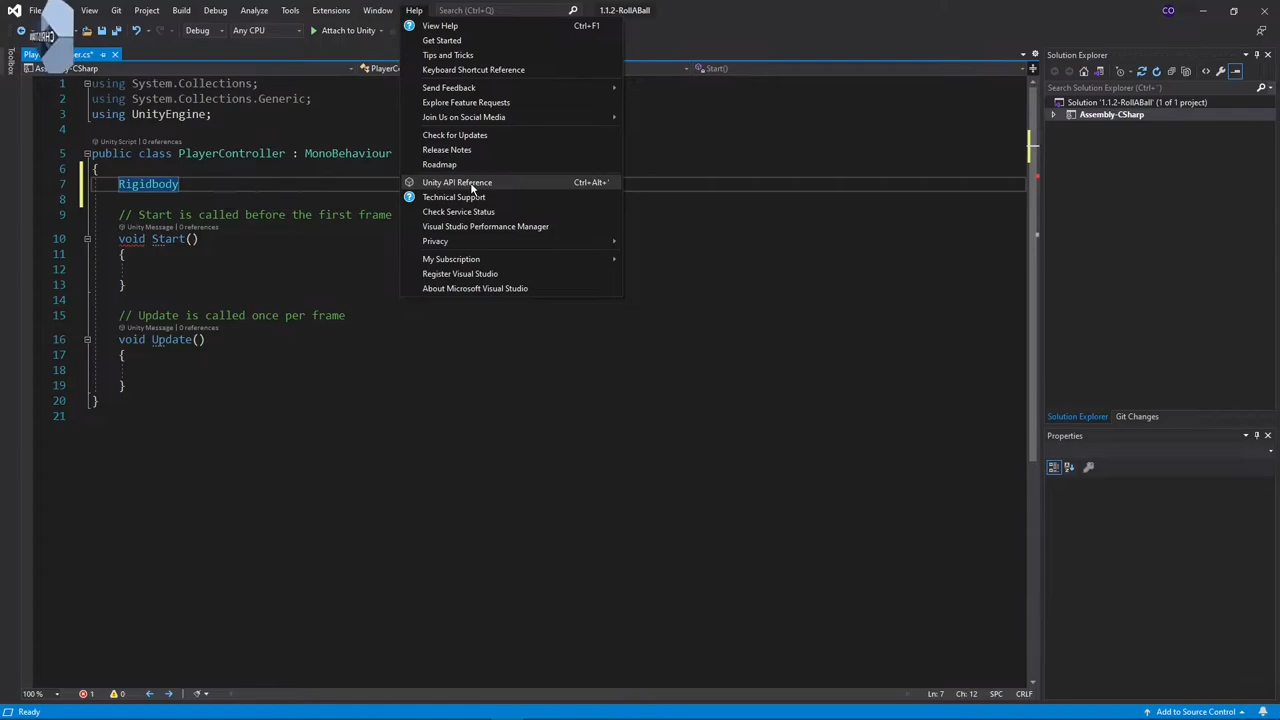 File Edit View Git Project Build Debug Analyze Tools Extensions Window Help Search (Ctrl+Q) 1.1.2-RollABall CO
Debug Any CPU Attach to Unity
PlayerController.cs*
Assembly-CSharp PlayerCo Start()
Toolbox
1 using System.Collections;
2 using System.Collections.Generic;
3 using UnityEngine;
4
Unity Script | 0 references
5 public class PlayerController : MonoBehaviour
6 {
7 Rigidbody
8
9 // Start is called before the first frame
Unity Message | 0 references
10 void Start()
11 {
12
13 }
14
15 // Update is called once per frame
Unity Message | 0 references
16 void Update()
17 {
18
19 }
20 }
21
View Help Ctrl+F1
Get Started
Tips and Tricks
Keyboard Shortcut Reference
Send Feedback
Explore Feature Requests
Join Us on Social Media
Check for Updates
Release Notes
Roadmap
Unity API Reference Ctrl+Alt+'
Technical Support
Check Service Status
Visual Studio Performance Manager
Privacy
My Subscription
Register Visual Studio
About Microsoft Visual Studio
Solution Explorer
Search Solution Explorer (Ctrl+')
Solution '1.1.2-RollABall' (1 of 1 project)
Assembly-CSharp
Solution Explorer Git Changes
Properties
100 % 1 0 Ln: 7 Ch: 12 SPC CRLF
Ready Add to Source Control